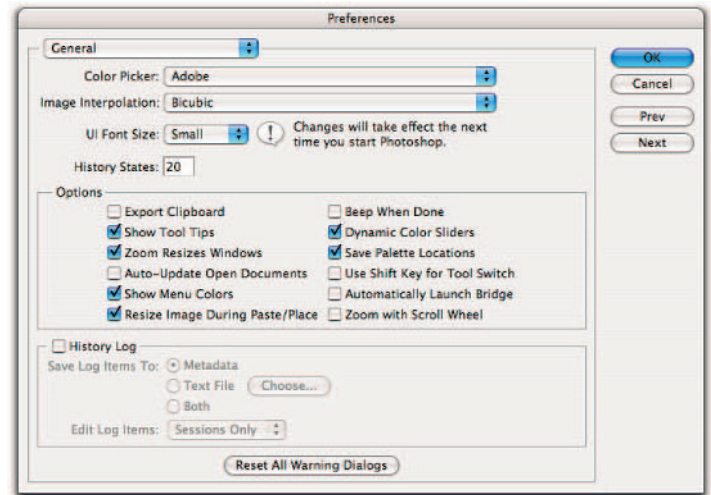 Preferences
General
OK
Cancel
Prev
Next
Color Picker: Adobe
Image Interpolation: Bicubic
UI Font Size: Small
! Changes will take effect the next
time you start Photoshop.
History States: 20
Options
Export Clipboard
Show Tool Tips
Zoom Resizes Windows
Auto-Update Open Documents
Show Menu Colors
Resize Image During Paste/Place
Beep When Done
Dynamic Color Sliders
Save Palette Locations
Use Shift Key for Tool Switch
Automatically Launch Bridge
Zoom with Scroll Wheel
History Log
Save Log Items To: Metadata
Text File Choose...
Both
Edit Log Items: Sessions Only
Reset All Warning Dialogs